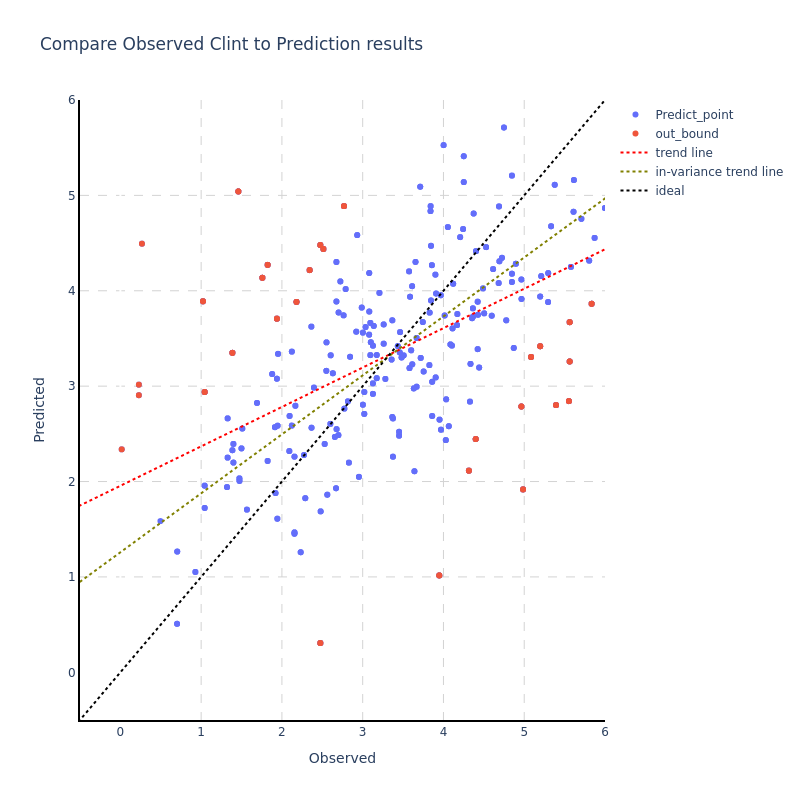 Compare Observed Clint to Prediction results
Predict_point
out_bound
trend line
in-variance trend line
ideal
6
5
4
3
2
1
0
Predicted
0 1 2 3 4 5 6
Observed